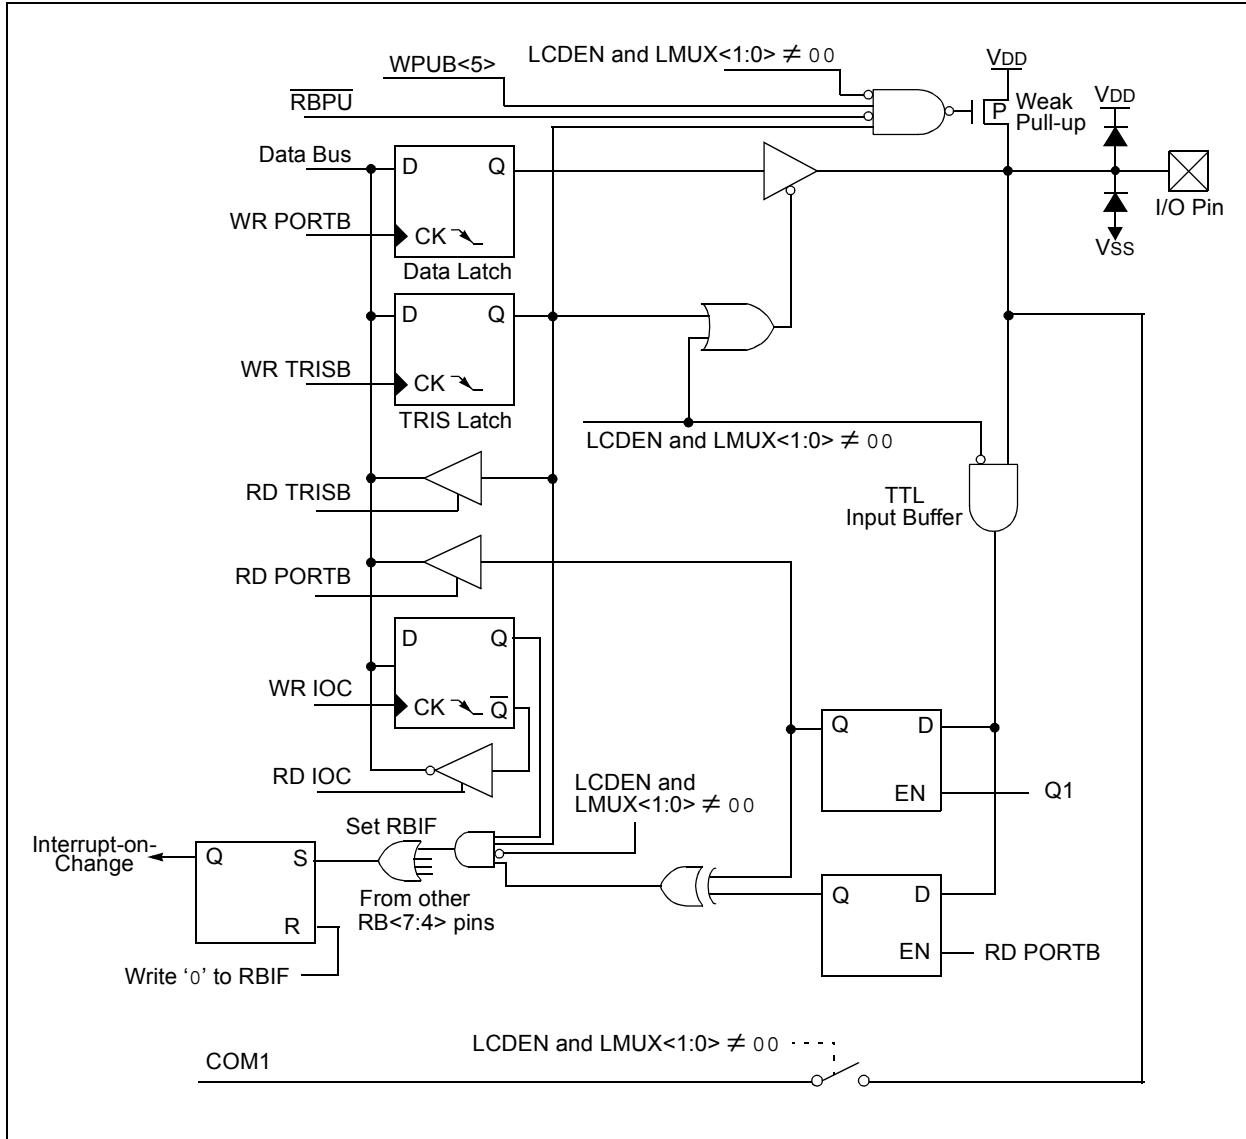 LCDEN and LMUX<1:0> ≠ 00
VDD
WPUB<5>
RBPU
Weak
Pull-up
P
VDD
Data Bus
D
Q
WR PORTB
CK
Data Latch
I/O Pin
VSS
D
Q
WR TRISB
CK
TRIS Latch
LCDEN and LMUX<1:0> ≠ 00
RD TRISB
TTL
Input Buffer
RD PORTB
D
Q
WR IOC
CK
Q
Q
D
EN
Q1
RD IOC
LCDEN and
LMUX<1:0> ≠ 00
Set RBIF
Interrupt-on-
Change
Q
S
R
From other
RB<7:4> pins
Q
D
EN
RD PORTB
Write ‘0’ to RBIF
LCDEN and LMUX<1:0> ≠ 00
COM1